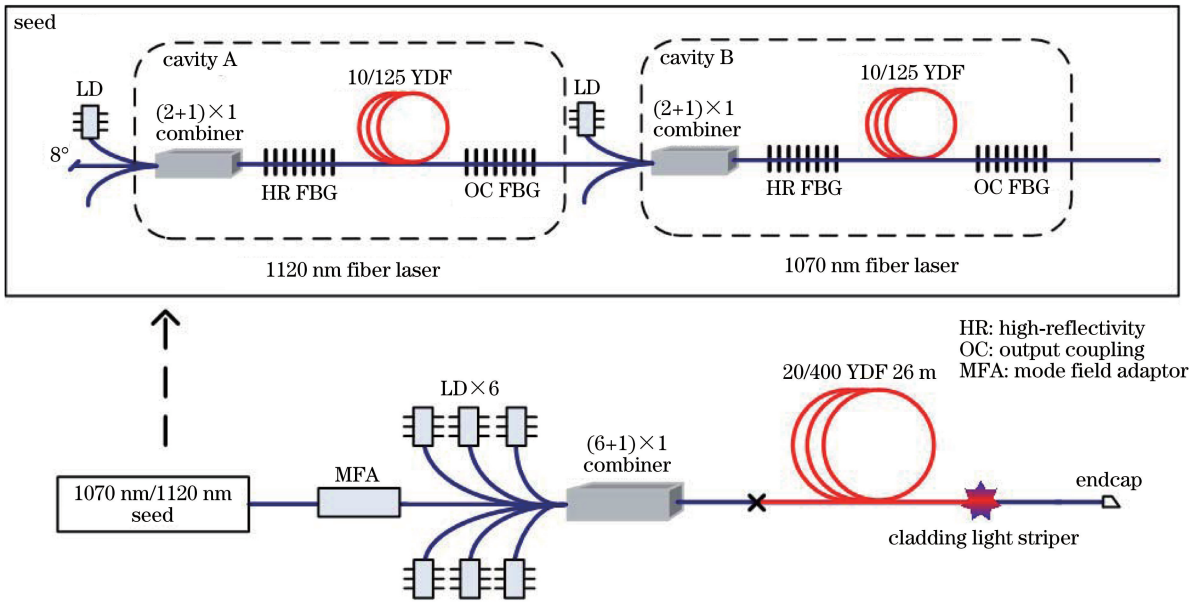 seed
cavity A
LD
(2+1)×1
combiner
10/125 YDF
8°
HR FBG
OC FBG
1120 nm fiber laser
cavity B
LD
(2+1)×1
combiner
10/125 YDF
HR FBG
OC FBG
1070 nm fiber laser
HR: high-reflectivity
OC: output coupling
MFA: mode field adaptor
1070 nm/1120 nm
seed
MFA
LD×6
(6+1)×1
combiner
20/400 YDF 26 m
cladding light striper
endcap